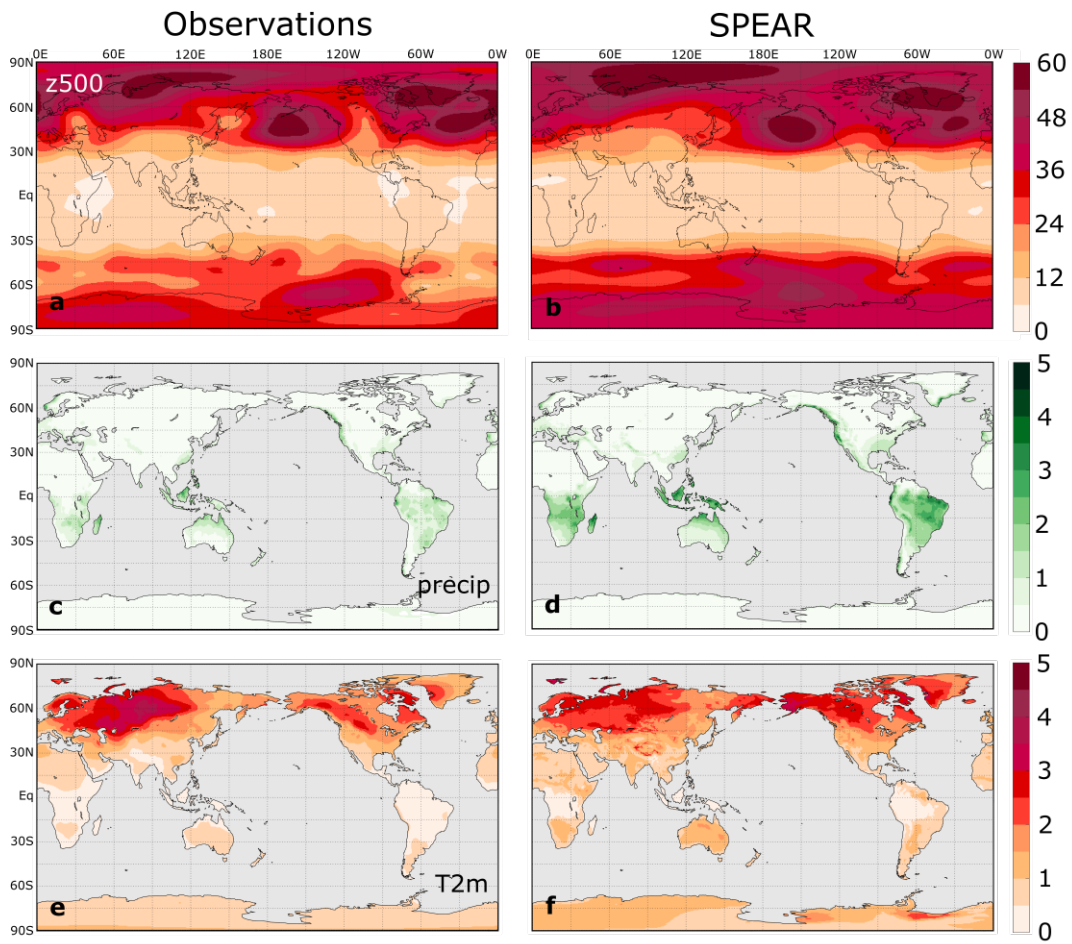 Observations SPEAR
0E 60E 120E 180 120W 60W 0W 0E 60E 120E 180 120W 60W 0W
90N z500 60
60N 48
30N 36
Eq
30S 24
60S 12
90S a b 0
90N 5
60N 4
30N 3
Eq
30S 2
60S precip 1
90S c d 0
90N 5
60N 4
30N 3
Eq
30S 2
60S T2m 1
90S e f 0